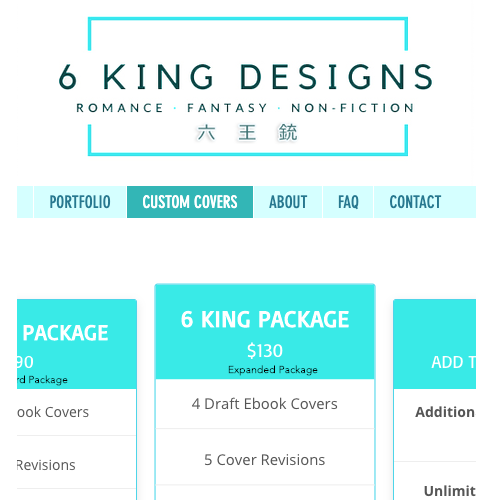 6 KING DESIGNS
ROMANCE · FANTASY · NON-FICTION
六 王 銃
PORTFOLIO CUSTOM COVERS ABOUT FAQ CONTACT
PACKAGE
90
rd Package
ook Covers
Revisions
6 KING PACKAGE
$130
Expanded Package
4 Draft Ebook Covers
5 Cover Revisions
ADD T
Addition
Unlimit